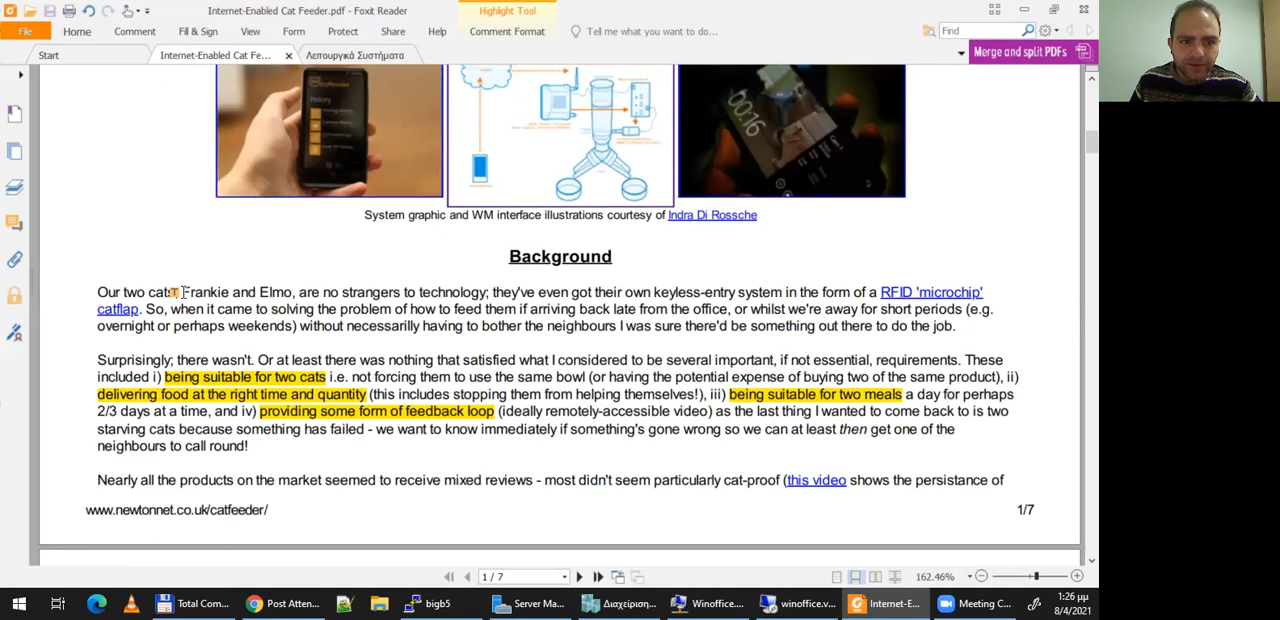 Internet-Enabled Cat Feeder.pdf - Foxit Reader
Highlight Tool
File Home Comment Fill & Sign View Form Protect Share Help Comment Format Tell me what you want to do... Find
Start Internet-Enabled Cat Fe... Λειτουργικά Συστήματα Merge and split PDFs
History
00:16
System graphic and WM interface illustrations courtesy of Indra Di Rossche
Background
Our two cats, Frankie and Elmo, are no strangers to technology; they've even got their own keyless-entry system in the form of a RFID 'microchip'
catflap. So, when it came to solving the problem of how to feed them if arriving back late from the office, or whilst we're away for short periods (e.g.
overnight or perhaps weekends) without necessarilly having to bother the neighbours I was sure there'd be something out there to do the job.
Surprisingly; there wasn't. Or at least there was nothing that satisfied what I considered to be several important, if not essential, requirements. These
included i) being suitable for two cats i.e. not forcing them to use the same bowl (or having the potential expense of buying two of the same product), ii)
delivering food at the right time and quantity (this includes stopping them from helping themselves!), iii) being suitable for two meals a day for perhaps
2/3 days at a time, and iv) providing some form of feedback loop (ideally remotely-accessible video) as the last thing I wanted to come back to is two
starving cats because something has failed - we want to know immediately if something's gone wrong so we can at least then get one of the
neighbours to call round!
Nearly all the products on the market seemed to receive mixed reviews - most didn't seem particularly cat-proof (this video shows the persistance of
www.newtonnet.co.uk/catfeeder/ 1/7
1 / 7 162.46%
Total Com... Post Atten... bigb5 Server Ma... Διαχείριση... Winoffice.... winoffice.v... Internet-E... Meeting C... 1:26 μμ
8/4/2021